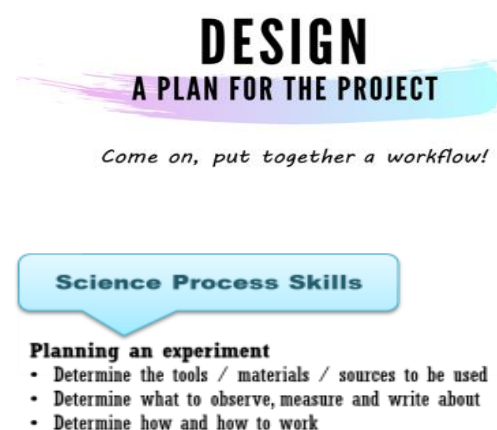 DESIGN
A PLAN FOR THE PROJECT
Come on, put together a workflow!
Science Process Skills
Planning an experiment
• Determine the tools / materials / sources to be used
• Determine what to observe, measure and write about
• Determine how and how to work